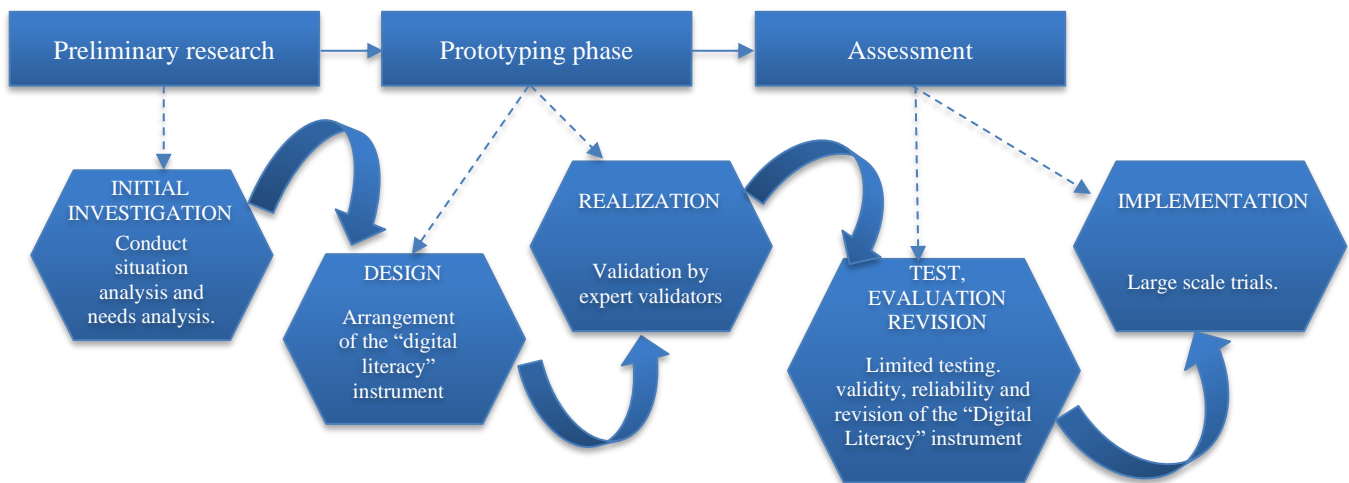 Preliminary research
Prototyping phase
Assessment
INITIAL
INVESTIGATION
Conduct
situation
analysis and
needs analysis.
DESIGN
Arrangement
of the “digital
literacy”
instrument
REALIZATION
Validation by
expert validators
TEST,
EVALUATION
REVISION
Limited testing.
validity, reliability and
revision of the “Digital
Literacy” instrument
IMPLEMENTATION
Large scale trials.